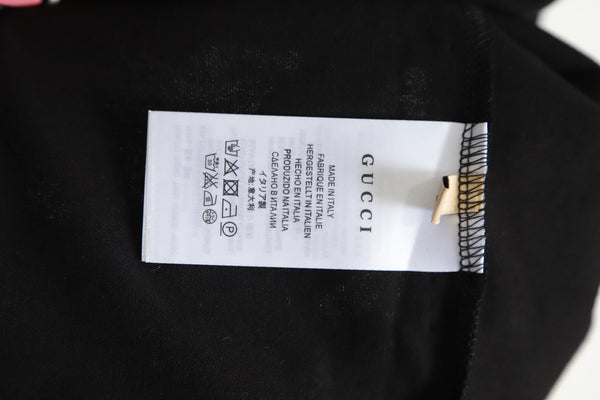 GUCCI
MADE IN ITALY
FABRIQUE EN ITALIE
HERGESTELLT IN ITALIEN
HECHO EN ITALIA
PRODUZIDO NA ITALIA
СДЕЛАНО В ИТАЛИИ
イタリア製
产地:意大利